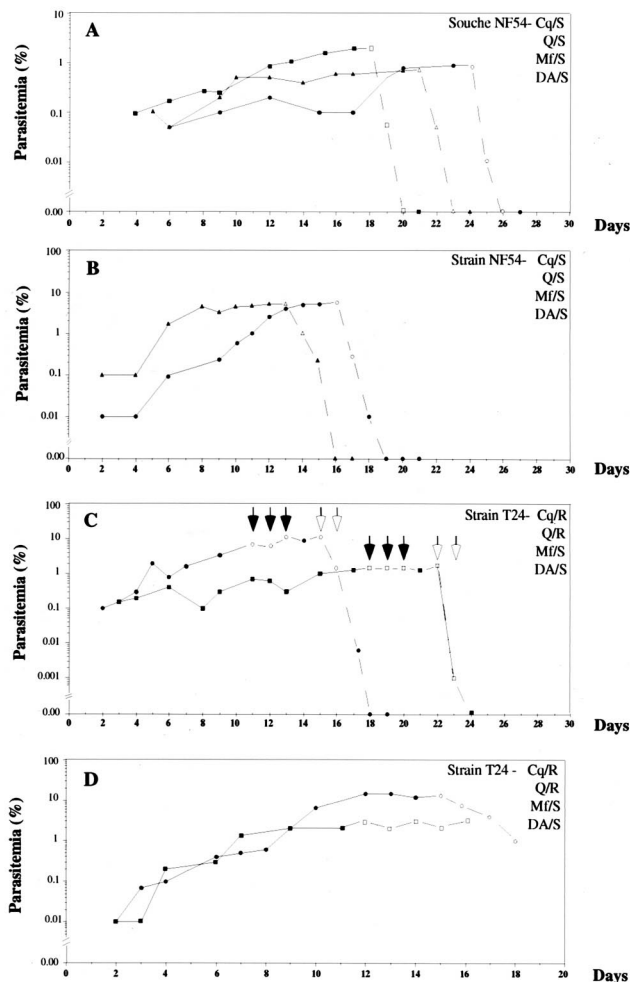 A
Souche NF54- Cq/S
Q/S
Mf/S
DA/S
Parasitemia (%)
100
10
1
0.1
0.01
0.00
0 2 4 6 8 10 12 14 16 18 20 22 24 26 28 30
Days
B
Strain NF54- Cq/S
Q/S
Mf/S
DA/S
Parasitemia (%)
100
10
1
0.1
0.01
0.00
0 2 4 6 8 10 12 14 16 18 20 22 24 26 28 30
Days
C
Strain T24- Cq/R
Q/R
Mf/S
DA/S
Parasitemia (%)
100
10
1
0.1
0.01
0.001
0.00
0 2 4 6 8 10 12 14 16 18 20 22 24 26 28 30
Days
D
Strain T24 - Cq/R
Q/R
Mf/S
DA/S
Parasitemia (%)
100
10
1
0.1
0.01
0.00
0 2 4 6 8 10 12 14 16 18 20
Days